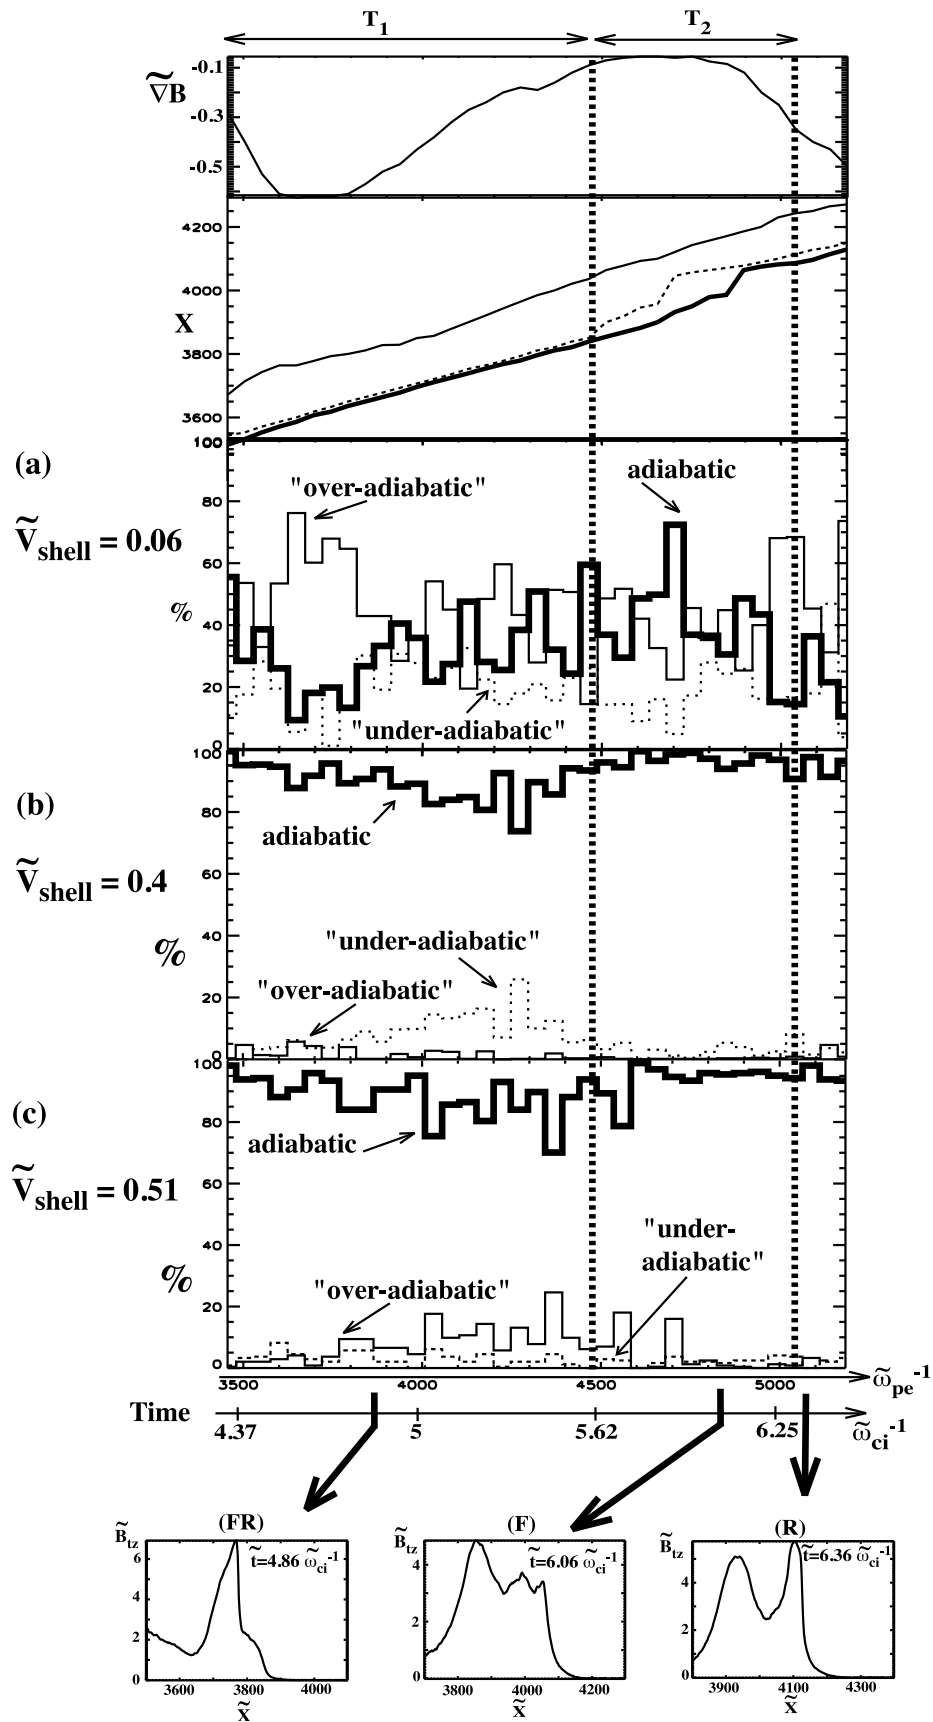 T1 T2
∇̃B
-0.1
-0.3
-0.5
X
4200
4000
3800
3600
(a)
Ṽshell = 0.06
%
100
80
60
40
20
0
"over-adiabatic"
adiabatic
"under-adiabatic"
(b)
Ṽshell = 0.4
%
100
80
60
40
20
0
adiabatic
"under-adiabatic"
"over-adiabatic"
(c)
Ṽshell = 0.51
%
100
80
60
40
20
0
adiabatic
"under-
adiabatic"
"over-adiabatic"
3500 4000 4500 5000 ω̃pe⁻¹
Time
4.37 5 5.62 6.25 ω̃ci⁻¹
(FR)
B̃tz
t̃=4.86 ω̃ci⁻¹
6
4
2
0
3600 3800 4000
X̃
(F)
B̃tz
t̃=6.06 ω̃ci⁻¹
4
2
0
3800 4000 4200
X̃
(R)
B̃tz
t̃=6.36 ω̃ci⁻¹
4
2
0
3800 4100 4400
X̃